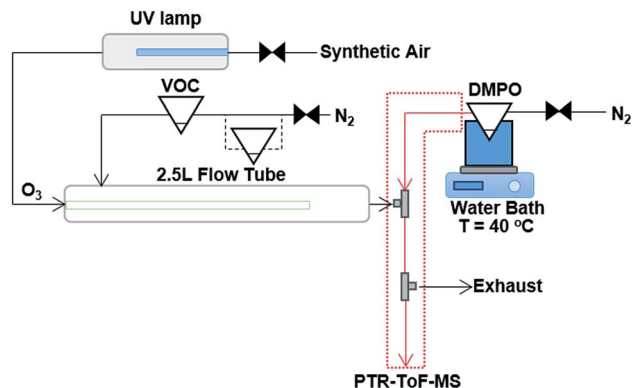 UV lamp
Synthetic Air
VOC
N2
DMPO
N2
2.5L Flow Tube
O3
Water Bath
T = 40 °C
Exhaust
PTR-ToF-MS